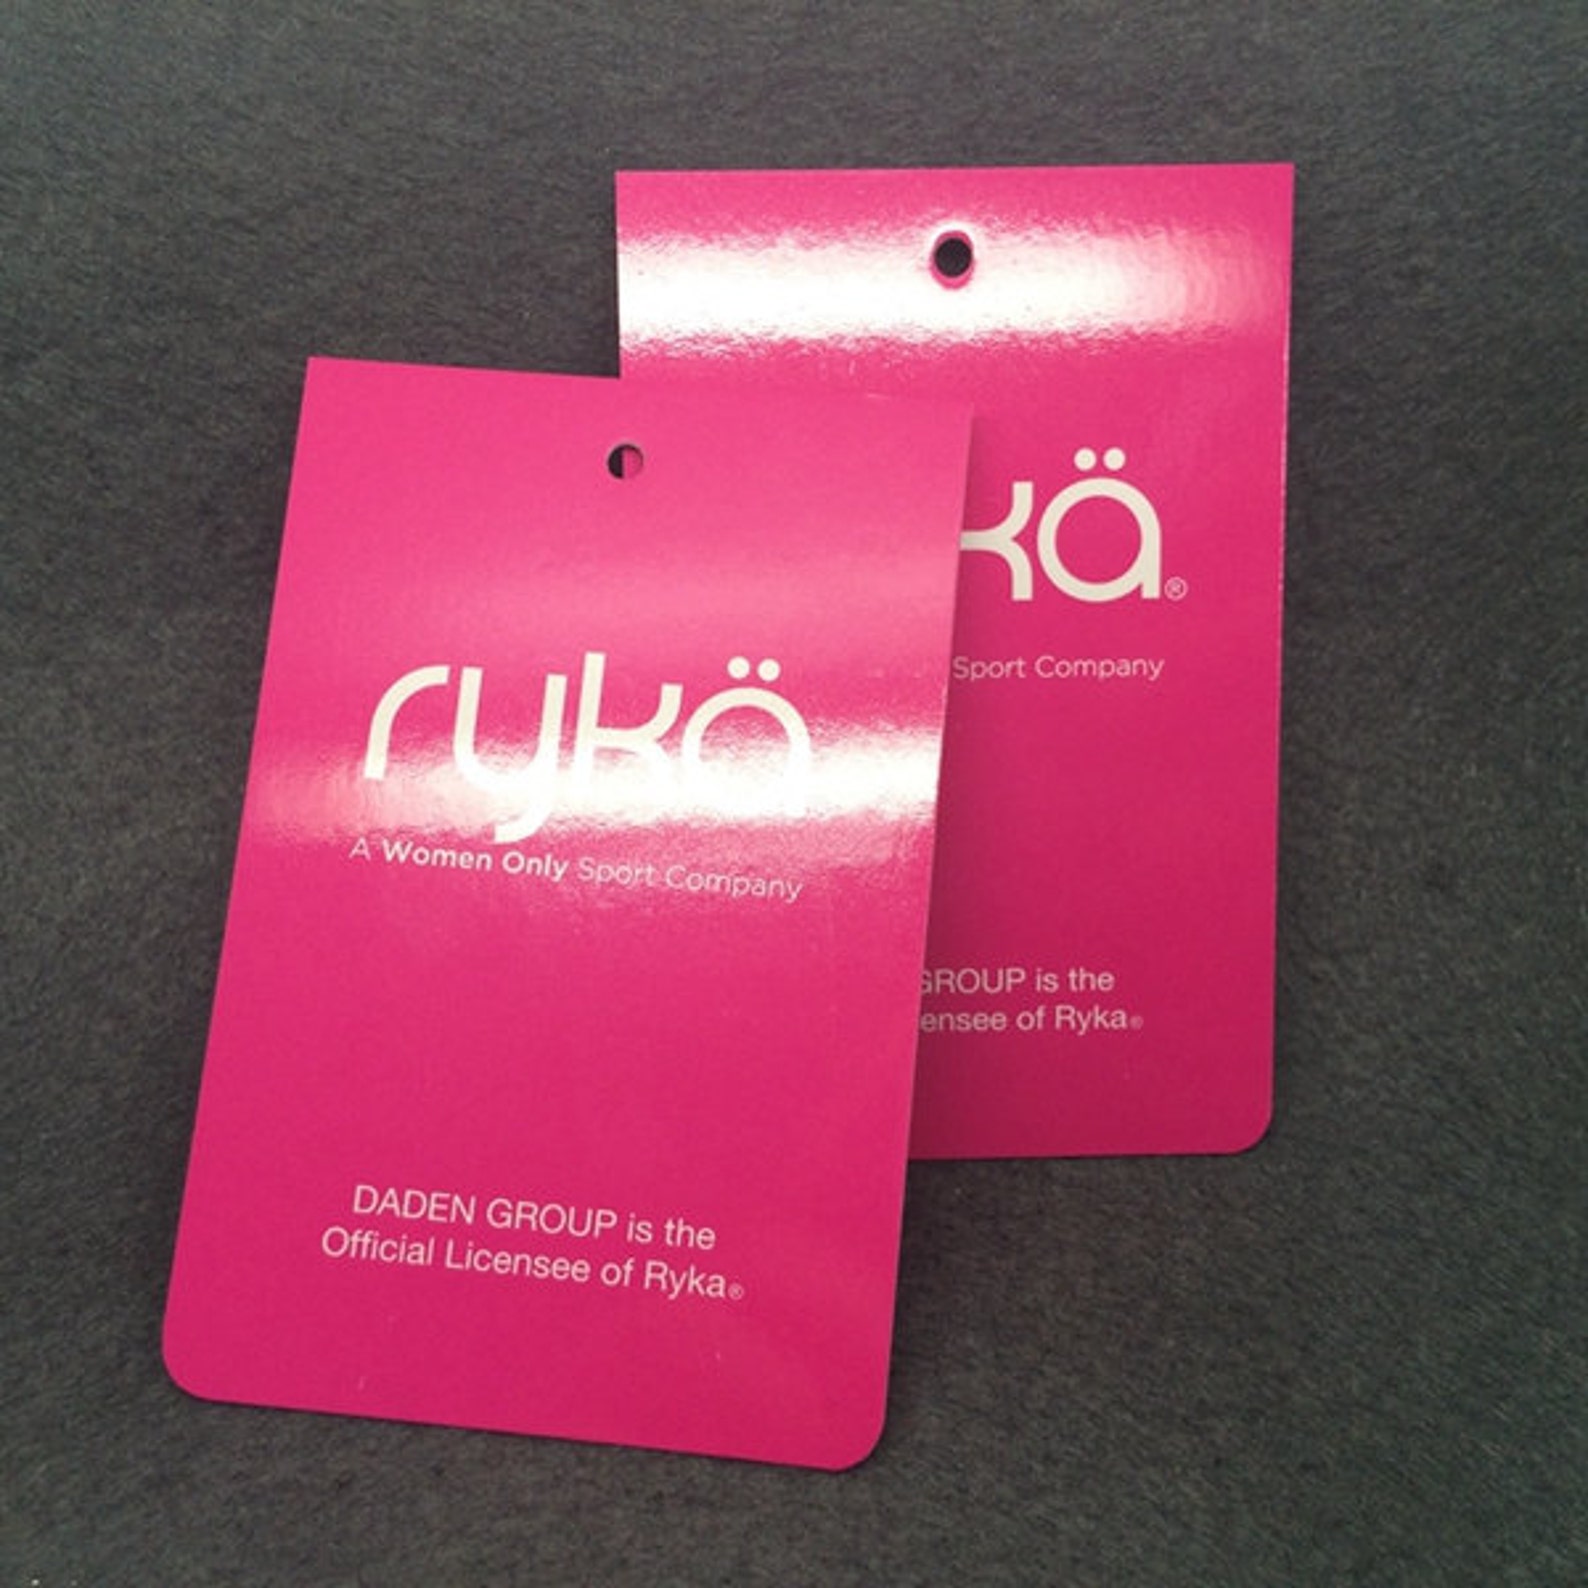 rykä
A Women Only Sport Company
DADEN GROUP is the
Official Licensee of Ryka®
kä®
Sport Company
GROUP is the
ensee of Ryka®